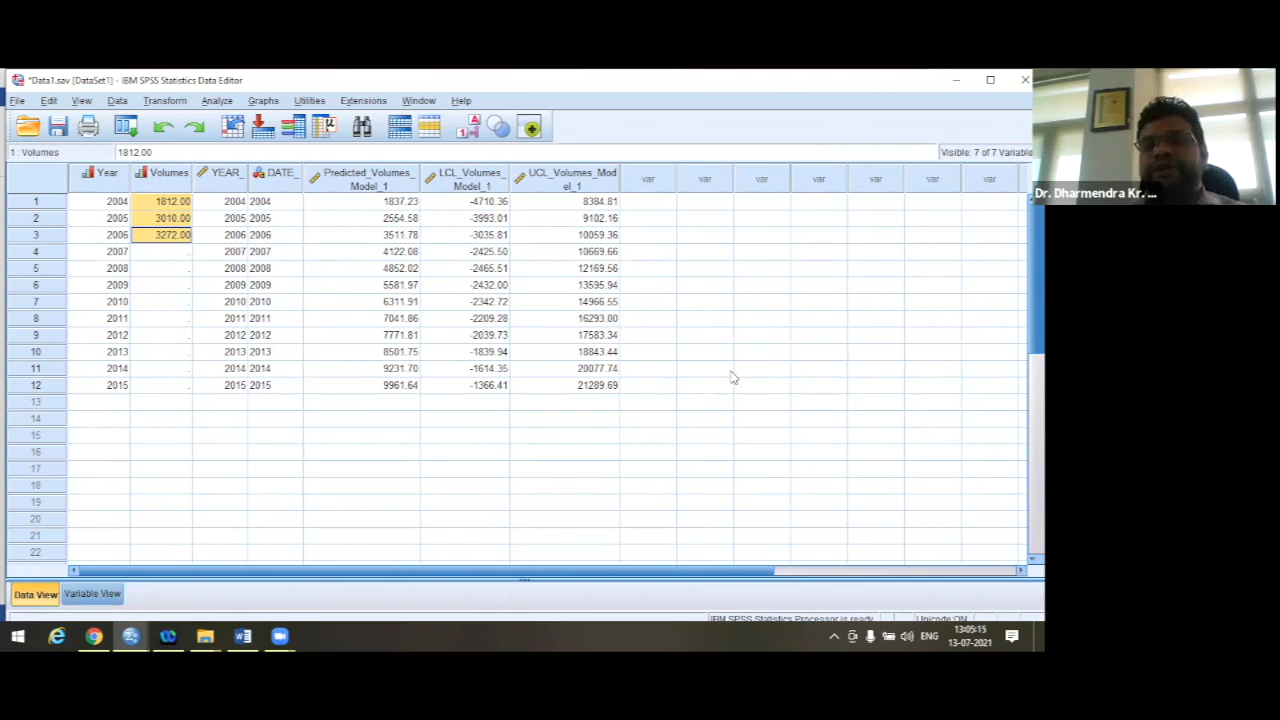 *Data1.sav [DataSet1] - IBM SPSS Statistics Data Editor
File Edit View Data Transform Analyze Graphs Utilities Extensions Window Help
1 : Volumes 1812.00 Visible: 7 of 7 Variable
Year Volumes YEAR_ DATE_ Predicted_Volumes_Model_1 LCL_Volumes_Model_1 UCL_Volumes_Model_1 var var var var var var var
1 2004 1812.00 2004 2004 1837.23 -4710.36 8384.81
2 2005 3010.00 2005 2005 2554.58 -3993.01 9102.16
3 2006 3272.00 2006 2006 3511.78 -3035.81 10059.36
4 2007 . 2007 2007 4122.08 -2425.50 10669.66
5 2008 . 2008 2008 4852.02 -2465.51 12169.56
6 2009 . 2009 2009 5581.97 -2432.00 13595.94
7 2010 . 2010 2010 6311.91 -2342.72 14966.55
8 2011 . 2011 2011 7041.86 -2209.28 16293.00
9 2012 . 2012 2012 7771.81 -2039.73 17583.34
10 2013 . 2013 2013 8501.75 -1839.94 18843.44
11 2014 . 2014 2014 9231.70 -1614.35 20077.74
12 2015 . 2015 2015 9961.64 -1366.41 21289.69
13
14
15
16
17
18
19
20
21
22
Data View Variable View
IBM SPSS Statistics Processor is ready Unicode:ON
ENG 13:05:15
13-07-2021
Dr. Dharmendra Kr. ...